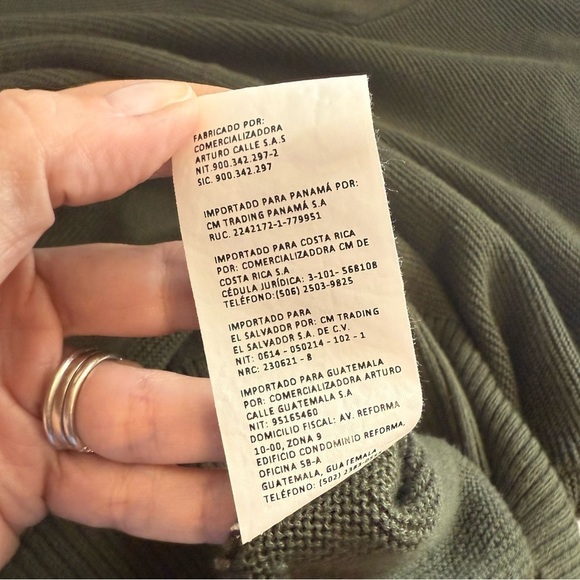 FABRICADO POR:
COMERCIALIZADORA
ARTURO CALLE S.A.S
NIT.900.342.297-2
SIC. 900.342.297
IMPORTADO PARA PANAMÁ POR:
CM TRADING PANAMÁ S.A
RUC. 2242172-1-779951
IMPORTADO PARA COSTA RICA
POR: COMERCIALIZADORA CM DE
COSTA RICA S.A
CÉDULA JURÍDICA: 3-101- 568108
TELÉFONO:(506) 2503-9825
IMPORTADO PARA
EL SALVADOR POR: CM TRADING
EL SALVADOR S.A. DE C.V.
NIT: 0614 - 050214 - 102 - 1
NRC: 230621 - 8
IMPORTADO PARA GUATEMALA
POR: COMERCIALIZADORA ARTURO
CALLE GUATEMALA S.A
NIT: 95165460
DOMICILIO FISCAL: AV. REFORMA
10-00, ZONA 9
EDIFICIO CONDOMINIO REFORMA.
OFICINA 5B-A
GUATEMALA, GUATEMALA
TELÉFONO: (502)